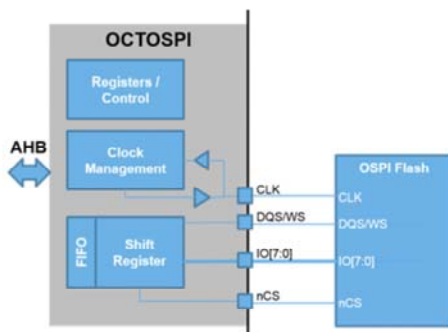 OCTOSPI
Registers /
Control
AHB
Clock
Management
FIFO
Shift
Register
CLK
DQS/WS
IO[7:0]
nCS
OSPI Flash
CLK
DQS/WS
IO[7:0]
nCS